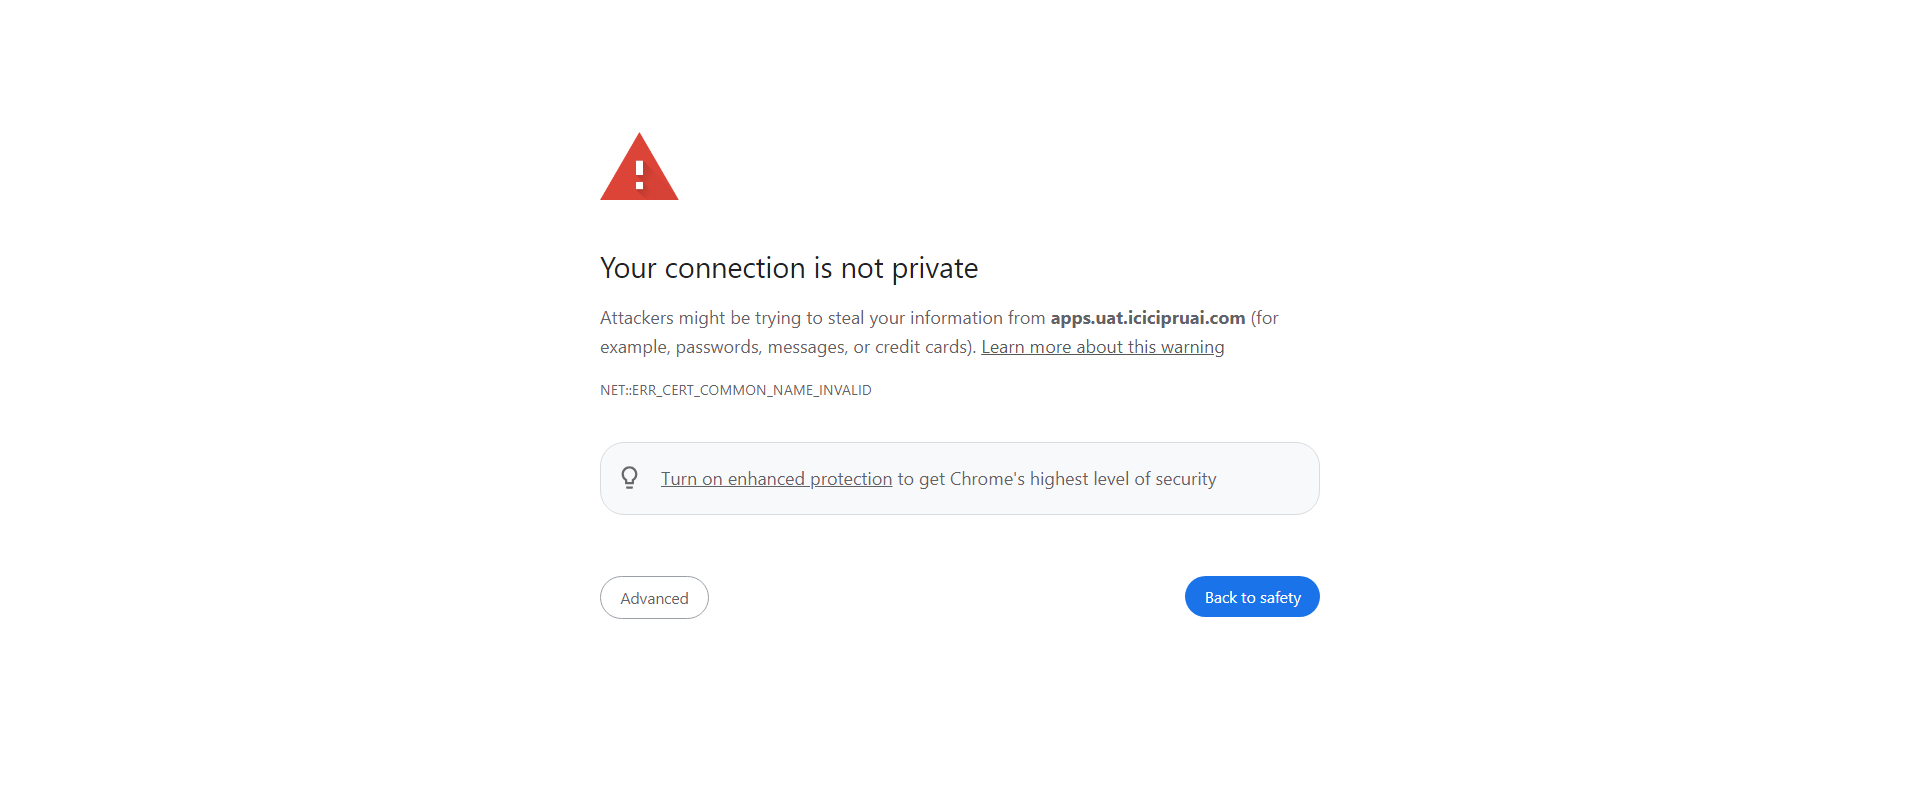 Your connection is not private
Attackers might be trying to steal your information from apps.uat.icicipruai.com (for
example, passwords, messages, or credit cards). Learn more about this warning
NET::ERR_CERT_COMMON_NAME_INVALID
Turn on enhanced protection to get Chrome's highest level of security
Advanced
Back to safety